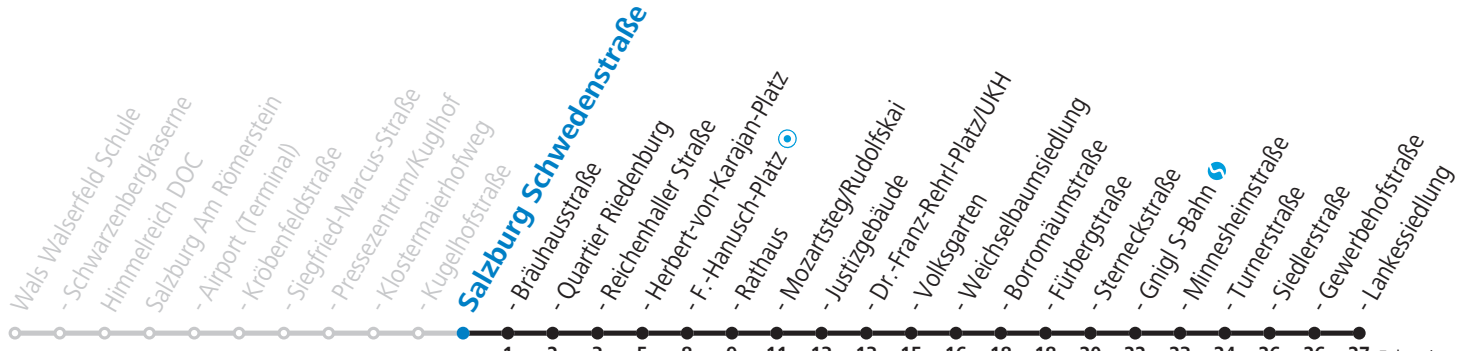 Wals Walserfeld Schule
- Schwarzenbergkaserne
Himmelreich DOC
Salzburg Am Römerstein
- Airport (Terminal)
- Kröbenfeldstraße
- Siegfried-Marcus-Straße
- Pressezentrum/Kuglhof
- Klostermaierhofweg
- Kugelhofstraße
Salzburg Schwedenstraße
- Bräuhausstraße
- Quartier Riedenburg
- Reichenhaller Straße
- Herbert-von-Karajan-Platz
- F.-Hanusch-Platz
- Rathaus
- Mozartsteg/Rudolfskai
- Justizgebäude
- Dr.-Franz-Rehrl-Platz/UKH
- Volksgarten
- Weichselbaumsiedlung
- Borromäumstraße
- Fürbergstraße
- Sterneckstraße
- Gnigl S-Bahn
- Minnesheimstraße
- Turnerstraße
- Siedlerstraße
- Gewerbehofstraße
- Lankessiedlung